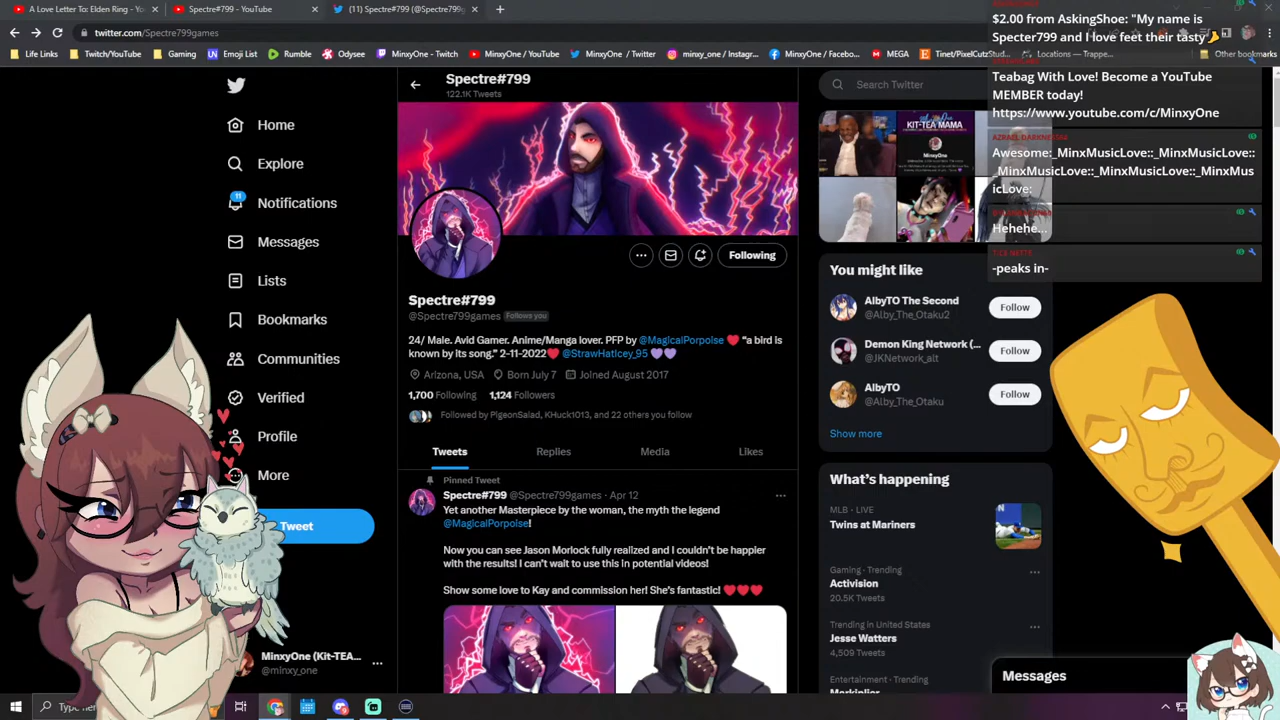 A Love Letter To: Elden Ring - You
Spectre#799 - YouTube
(11) Spectre#799 (@Spectre799g
twitter.com/Spectre799games
Life Links
Twitch/YouTube
Gaming
Emoji List
Rumble
Odysee
MinxyOne - Twitch
MinxyOne / YouTube
MinxyOne / Twitter
minxy_one / Instagr...
MinxyOne / Facebo...
MEGA
Tinet/PixelCutzStud...
Locations — Trappe...
Other bookmarks
Home
Explore
11
Notifications
Messages
Lists
Bookmarks
Communities
Verified
Profile
More
Tweet
MinxyOne (Kit-TEA...
@minxy_one
Spectre#799
122.1K Tweets
Following
Spectre#799
@Spectre799games Follows you
24/ Male. Avid Gamer. Anime/Manga lover. PFP by @MagicalPorpoise ❤️ "a bird is
known by its song." 2-11-2022❤️ @StrawHatIcey_95 💜💜
Arizona, USA Born July 7 Joined August 2017
1,700 Following 1,124 Followers
Followed by PigeonSalad, KHuck1013, and 22 others you follow
Tweets
Replies
Media
Likes
Pinned Tweet
Spectre#799 @Spectre799games · Apr 12
Yet another Masterpiece by the woman, the myth the legend
@MagicalPorpoise!
Now you can see Jason Morlock fully realized and I couldn't be happier
with the results! I can't wait to use this in potential videos!
Show some love to Kay and commission her! She's fantastic! ❤️❤️❤️
Search Twitter
KIT-TEA MAMA
MinxyOne
You might like
AlbyTO The Second
@Alby_The_Otaku2
Follow
Demon King Network (...
@JKNetwork_alt
Follow
AlbyTO
@Alby_The_Otaku
Follow
Show more
What's happening
MLB · LIVE
Twins at Mariners
Gaming · Trending
Activision
20.5K Tweets
Trending in United States
Jesse Watters
4,509 Tweets
Entertainment · Trending
Markiplier
Messages
$2.00 from AskingShoe: "My name is
Specter799 and I love feet their tasty
Teabag With Love! Become a YouTube
MEMBER today!
https://www.youtube.com/c/MinxyOne
Awesome:_MinxMusicLove::_MinxMusicLove::
_MinxMusicLove::_MinxMusicLove::_MinxMus
icLove:
Hehehe...
-peaks in-